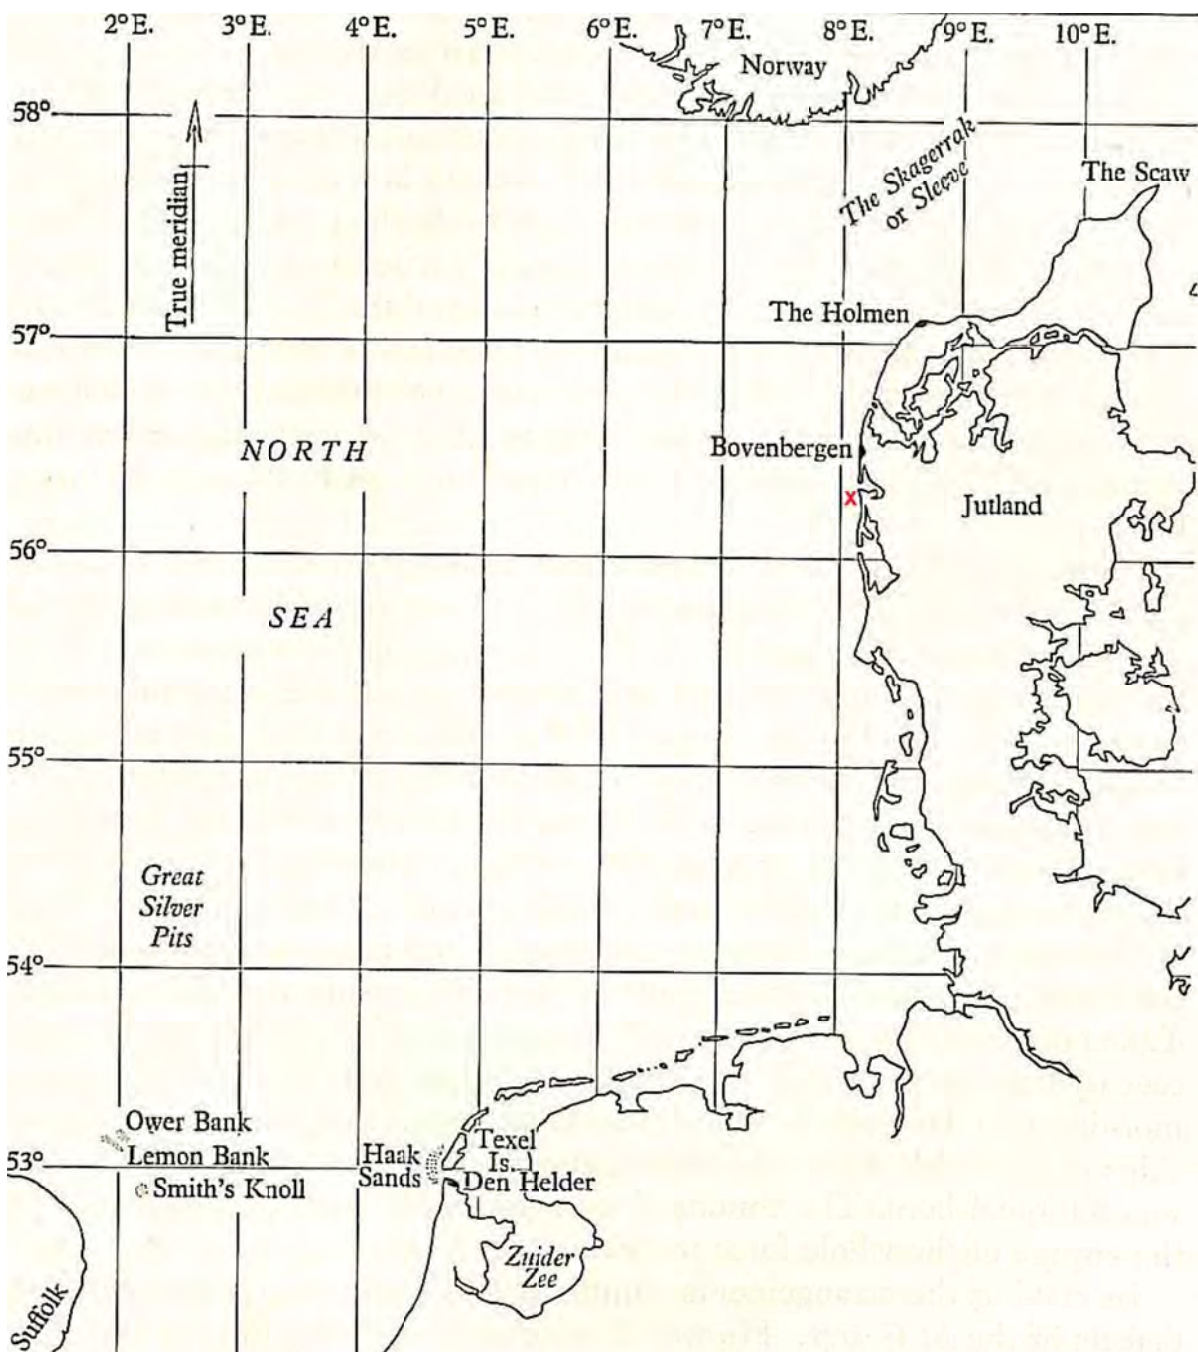 2°E. 3°E. 4°E. 5°E. 6°E. 7°E. 8°E. 9°E. 10°E.
Norway
58°
The Skagerrak
or Sleeve
The Scaw
True meridian
The Holmen
57°
NORTH
Bovenbergen
x
Jutland
56°
SEA
55°
Great
Silver
Pits
54°
Ower Bank
Lemon Bank
Haak
Sands
Texel
Is.
53°
Smith's Knoll
Den Helder
Zuider
Zee
Suffolk